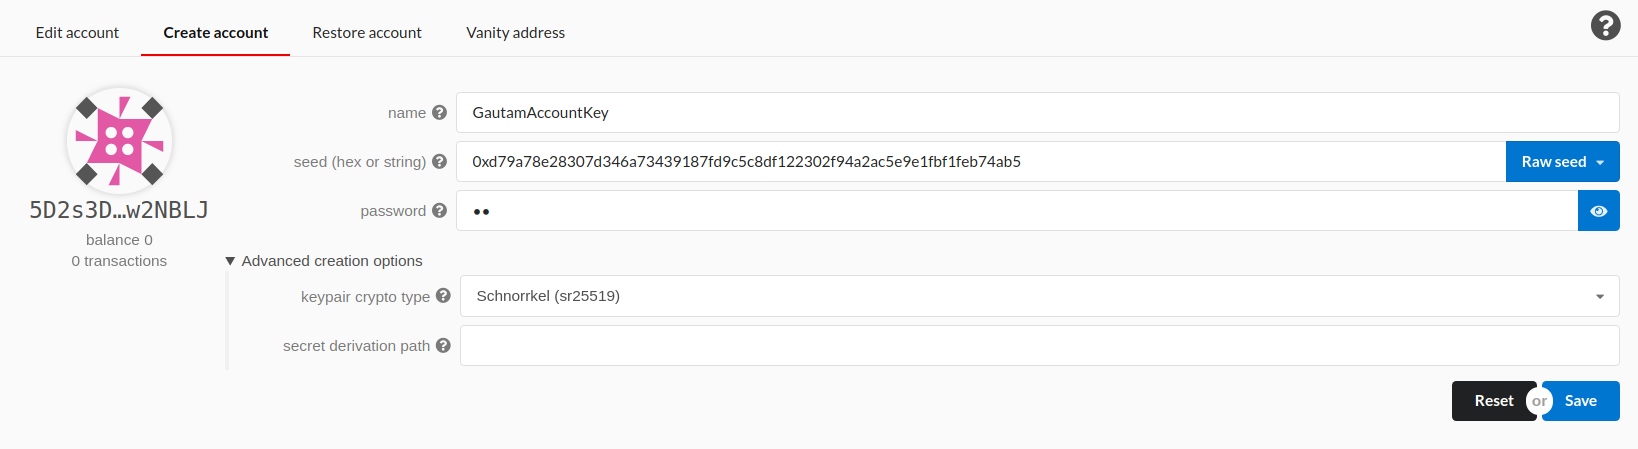 Edit account Create account Restore account Vanity address
name GautamAccountKey
seed (hex or string) 0xd79a78e28307d346a73439187fd9c5c8df122302f94a2ac5e9e1fbf1feb74ab5 Raw seed
password ••
5D2s3D…w2NBLJ
balance 0
0 transactions
Advanced creation options
keypair crypto type Schnorrkel (sr25519)
secret derivation path
Reset or Save